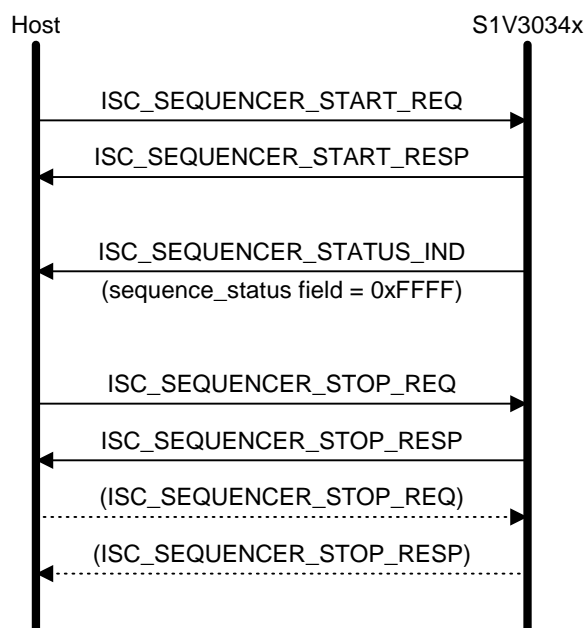 Host
S1V3034x
ISC_SEQUENCER_START_REQ
ISC_SEQUENCER_START_RESP
ISC_SEQUENCER_STATUS_IND
(sequence_status field = 0xFFFF)
ISC_SEQUENCER_STOP_REQ
ISC_SEQUENCER_STOP_RESP
(ISC_SEQUENCER_STOP_REQ)
(ISC_SEQUENCER_STOP_RESP)